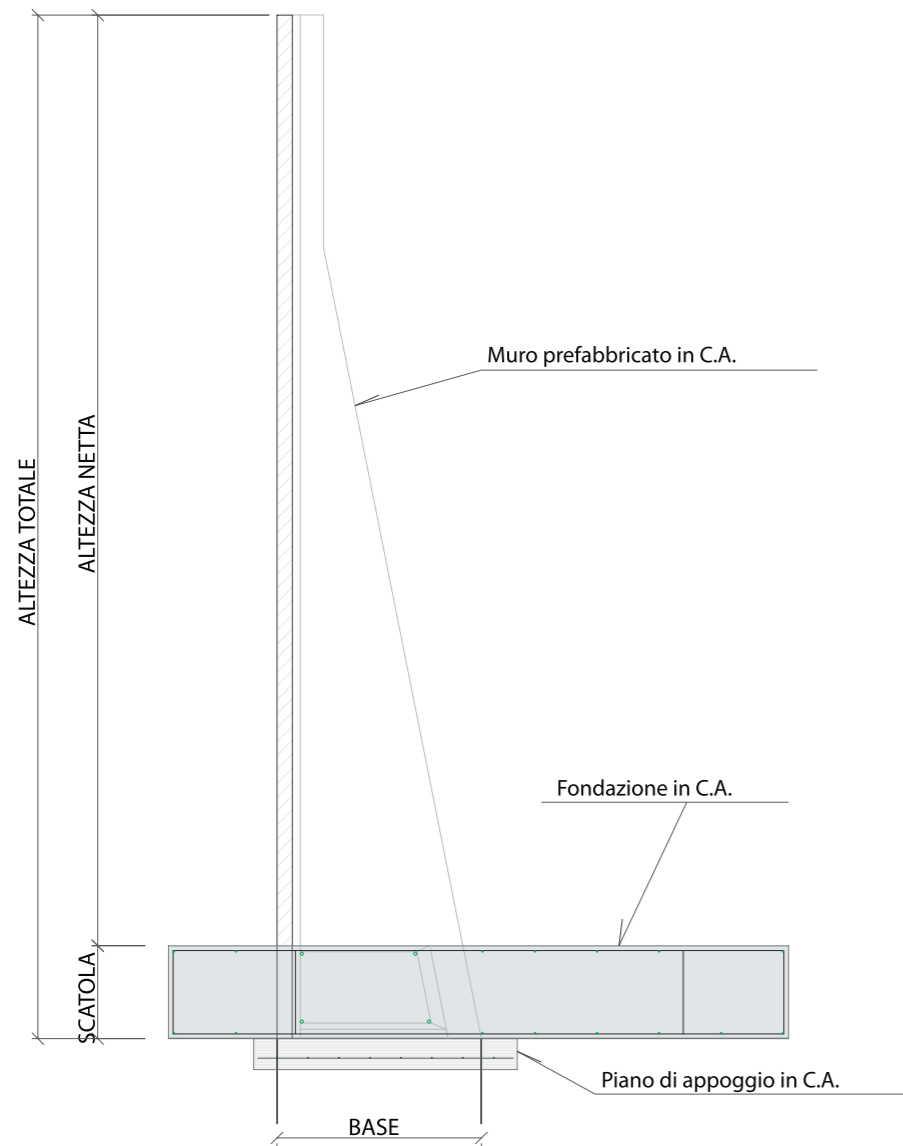 ALTEZZA TOTALE
ALTEZZA NETTA
Muro prefabbricato in C.A.
Fondazione in C.A.
SCATOLA
Piano di appoggio in C.A.
BASE